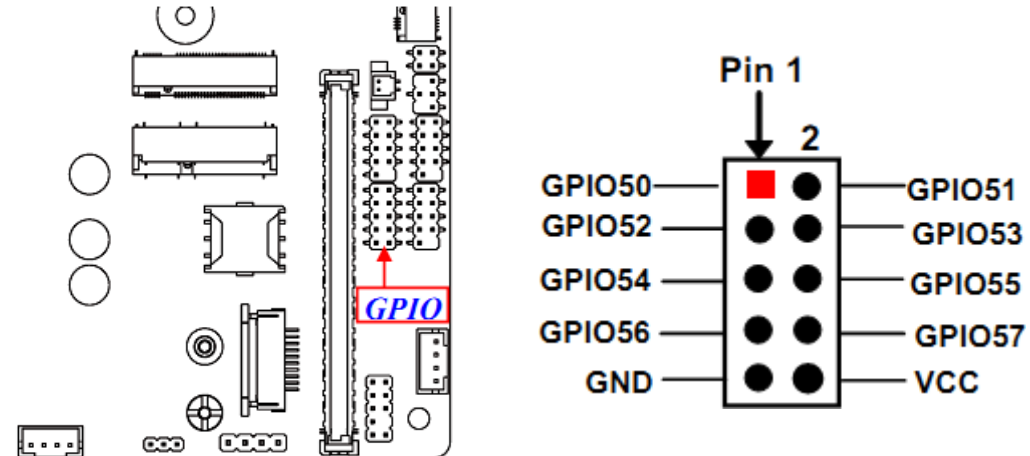 Pin 1
2
GPIO50 GPIO51
GPIO52 GPIO53
GPIO54 GPIO55
GPIO56 GPIO57
GND VCC
GPIO